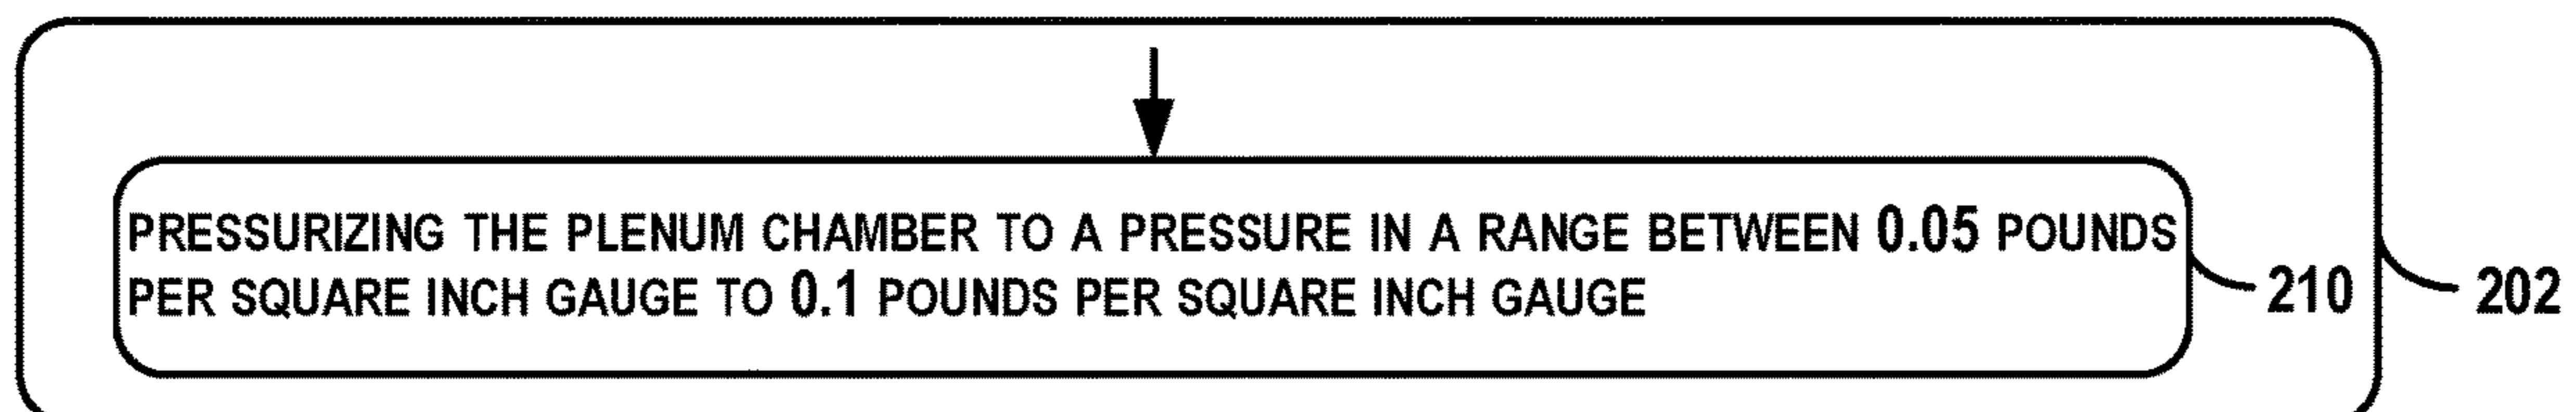 PRESSURIZING THE PLENUM CHAMBER TO A PRESSURE IN A RANGE BETWEEN 0.05 POUNDS
PER SQUARE INCH GAUGE TO 0.1 POUNDS PER SQUARE INCH GAUGE
210
202